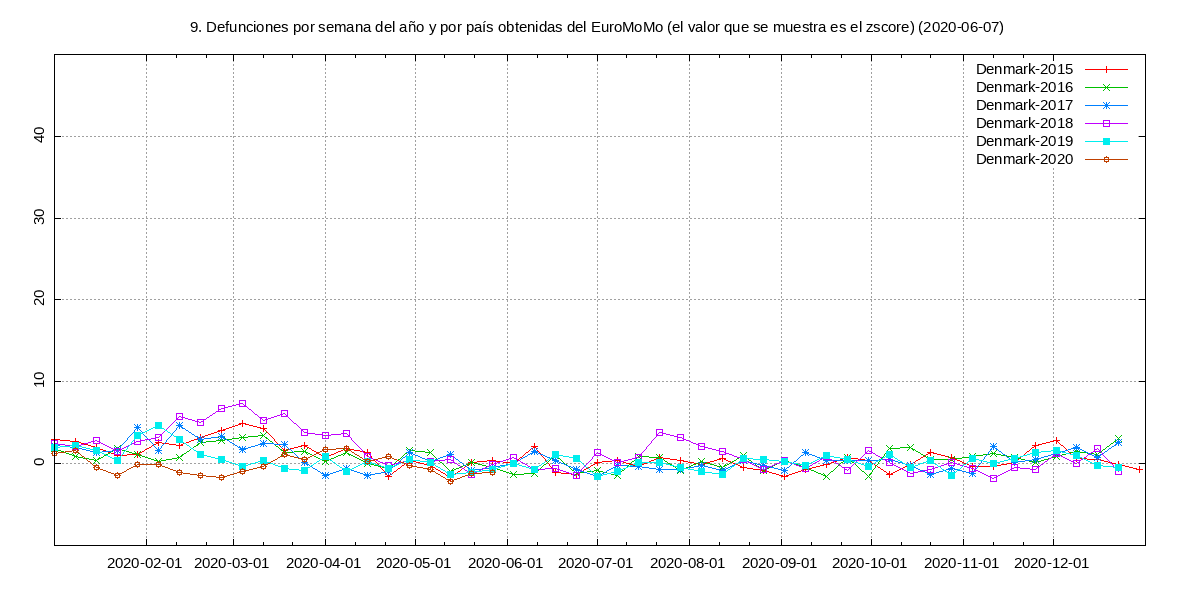 9. Defunciones por semana del año y por país obtenidas del EuroMoMo (el valor que se muestra es el zscore) (2020-06-07)
Denmark-2015
Denmark-2016
Denmark-2017
Denmark-2018
Denmark-2019
Denmark-2020
40
30
20
10
0
2020-02-01 2020-03-01 2020-04-01 2020-05-01 2020-06-01 2020-07-01 2020-08-01 2020-09-01 2020-10-01 2020-11-01 2020-12-01